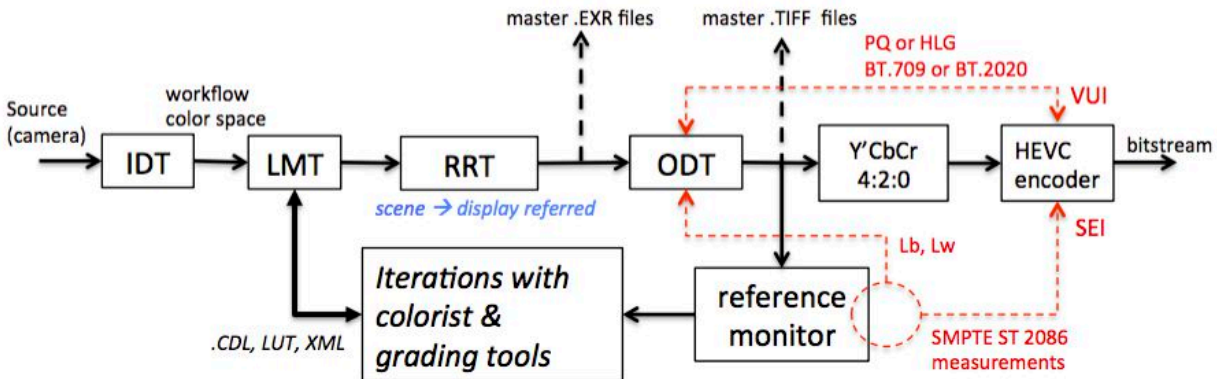 master .EXR files
master .TIFF files
PQ or HLG
BT.709 or BT.2020
VUI
Source
(camera)
workflow
color space
IDT
LMT
RRT
ODT
Y'CbCr
4:2:0
HEVC
encoder
bitstream
scene → display referred
SEI
Lb, Lw
Iterations with
colorist &
grading tools
reference
monitor
.CDL, LUT, XML
SMPTE ST 2086
measurements